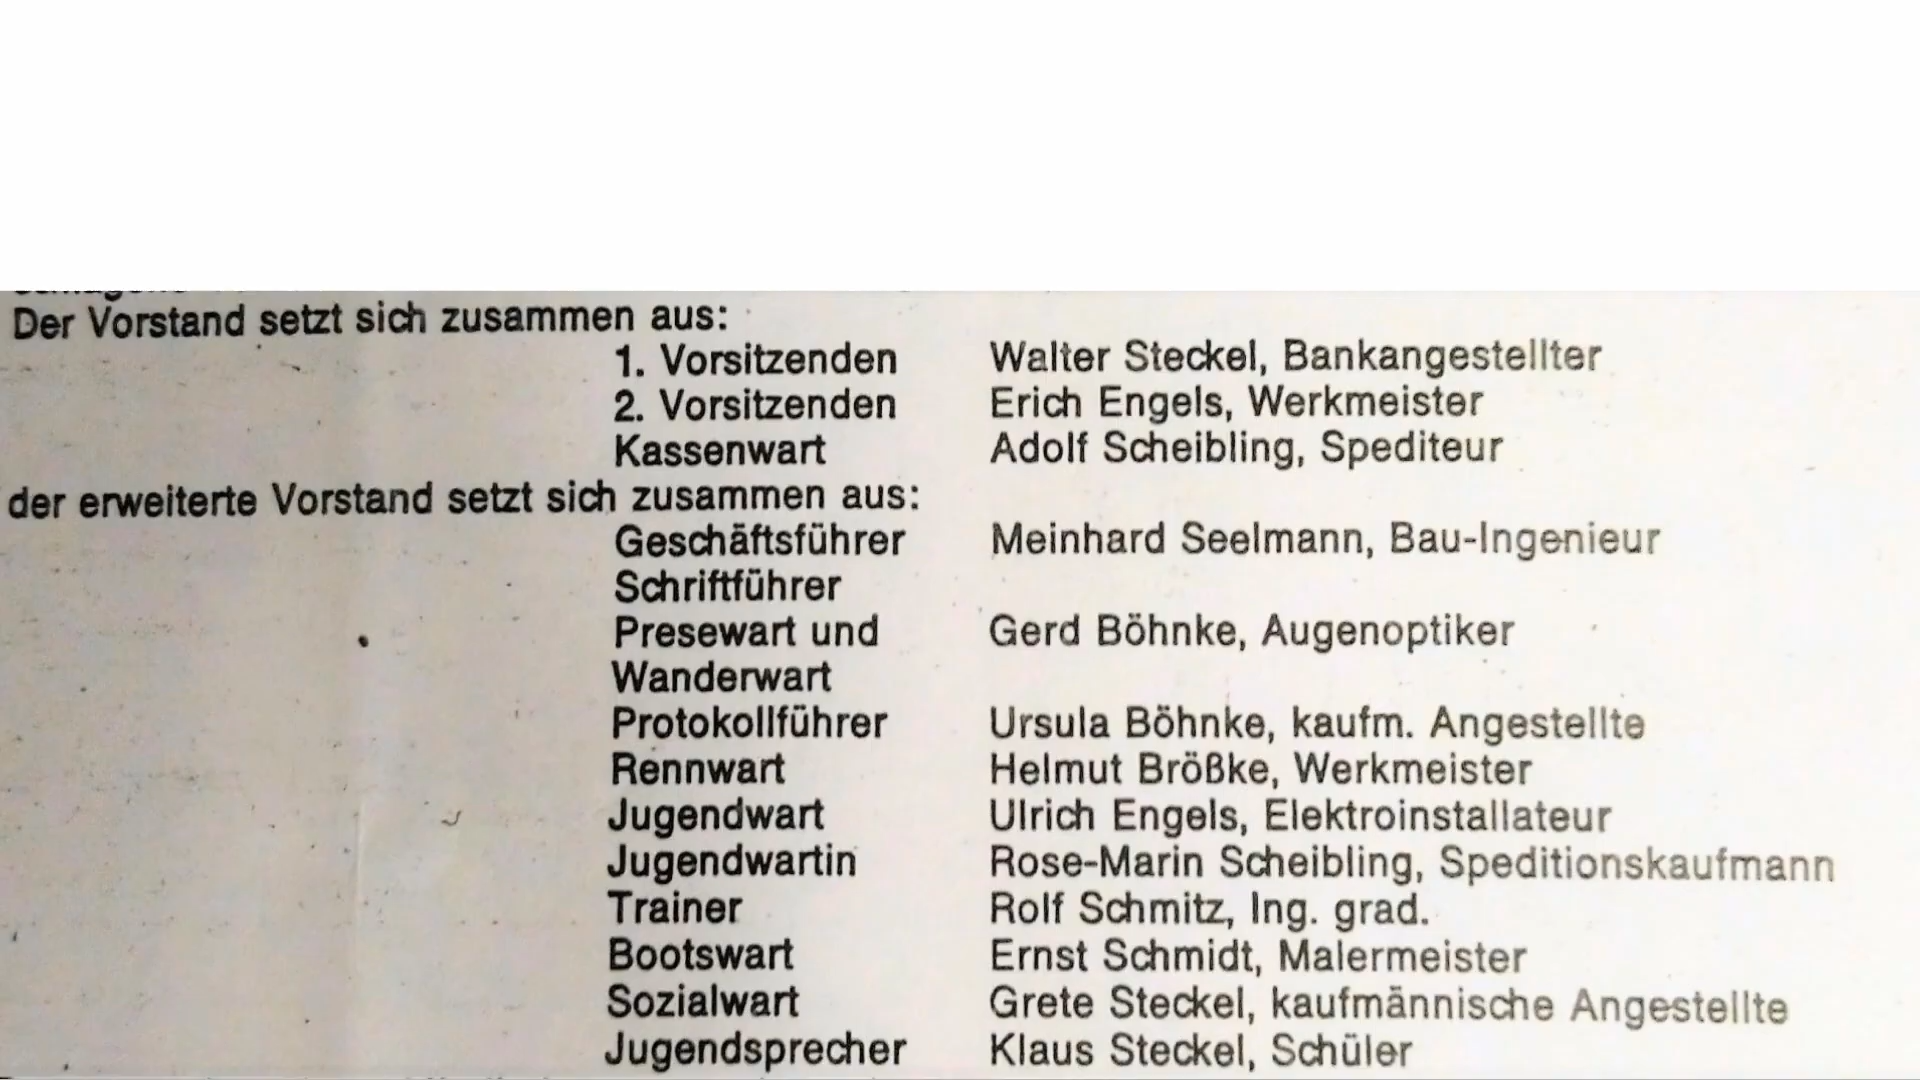 Der Vorstand setzt sich zusammen aus:
1. Vorsitzenden Walter Steckel, Bankangestellter
2. Vorsitzenden Erich Engels, Werkmeister
Kassenwart Adolf Scheibling, Spediteur
der erweiterte Vorstand setzt sich zusammen aus:
Geschäftsführer Meinhard Seelmann, Bau-Ingenieur
Schriftführer
Presewart und Gerd Böhnke, Augenoptiker
Wanderwart
Protokollführer Ursula Böhnke, kaufm. Angestellte
Rennwart Helmut Brößke, Werkmeister
Jugendwart Ulrich Engels, Elektroinstallateur
Jugendwartin Rose-Marin Scheibling, Speditionskaufmann
Trainer Rolf Schmitz, Ing. grad.
Bootswart Ernst Schmidt, Malermeister
Sozialwart Grete Steckel, kaufmännische Angestellte
Jugendsprecher Klaus Steckel, Schüler